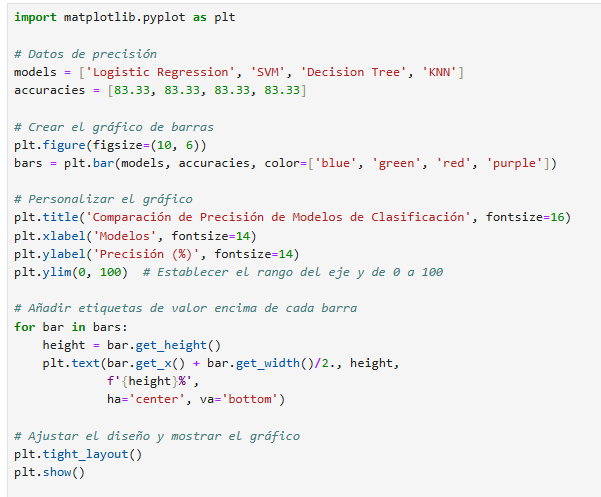 import matplotlib.pyplot as plt
# Datos de precisión
models = ['Logistic Regression', 'SVM', 'Decision Tree', 'KNN']
accuracies = [83.33, 83.33, 83.33, 83.33]
# Crear el gráfico de barras
plt.figure(figsize=(10, 6))
bars = plt.bar(models, accuracies, color=['blue', 'green', 'red', 'purple'])
# Personalizar el gráfico
plt.title('Comparación de Precisión de Modelos de Clasificación', fontsize=16)
plt.xlabel('Modelos', fontsize=14)
plt.ylabel('Precisión (%)', fontsize=14)
plt.ylim(0, 100)  # Establecer el rango del eje y de 0 a 100
# Añadir etiquetas de valor encima de cada barra
for bar in bars:
    height = bar.get_height()
    plt.text(bar.get_x() + bar.get_width()/2., height,
             f'{height}%',
             ha='center', va='bottom')
# Ajustar el diseño y mostrar el gráfico
plt.tight_layout()
plt.show()